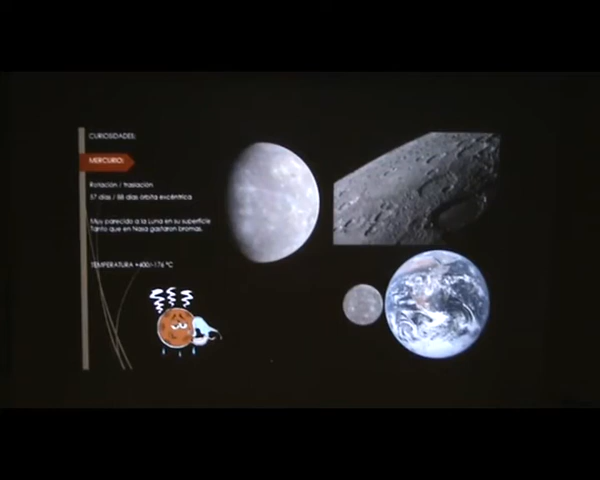 CURIOSIDADES:
MERCURIO:
Rotación / traslación
57 días / 88 días órbita excéntrica
Muy parecido a la Luna en su superficie
Tanto que en Nasa gastaron bromas.
TEMPERATURA +400/-176 ºC